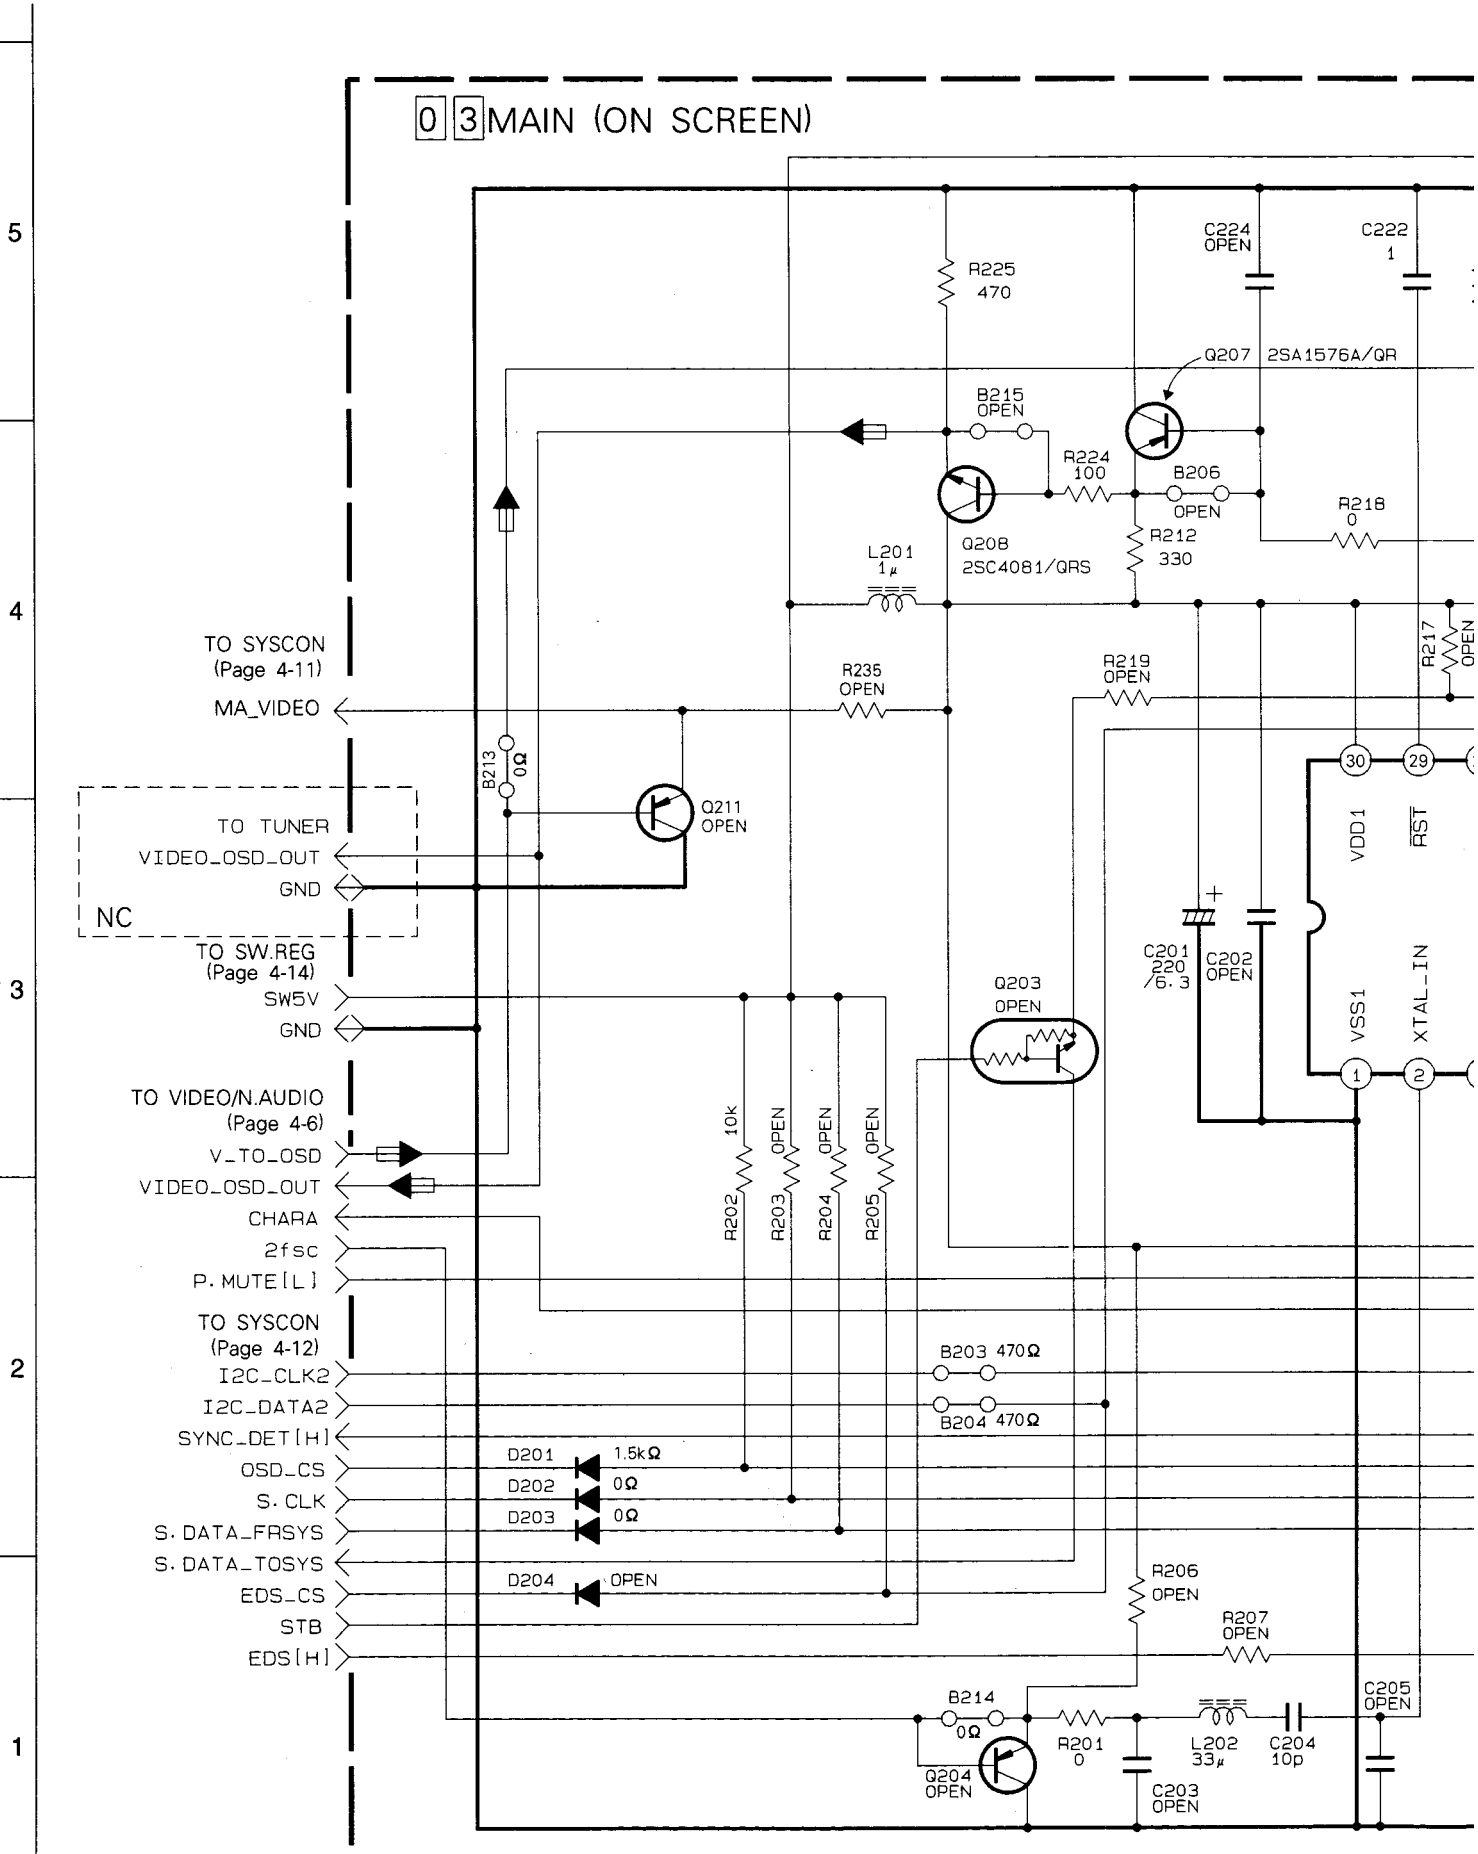 0 3 MAIN (ON SCREEN)
5
4
3
2
1
C224
OPEN
C222
1
R225
470
Q207 2SA1576A/QR
B215
OPEN
R224
100
B206
OPEN
R218
0
R212
330
Q208
2SC4081/QRS
L201
1μ
R217
OPEN
TO SYSCON
(Page 4-11)
MA_VIDEO
R235
OPEN
R219
OPEN
B213
0Ω
30
29
VDD1
RST
Q211
OPEN
TO TUNER
VIDEO_OSD_OUT
GND
NC
TO SW.REG
(Page 4-14)
SW5V
GND
+
C201
220
/6.3
C202
OPEN
VSS1
XTAL_IN
1
2
Q203
OPEN
TO VIDEO/N.AUDIO
(Page 4-6)
V_TO_OSD
VIDEO_OSD_OUT
CHARA
2fsc
P.MUTE[L]
R202
10k
R203
OPEN
R204
OPEN
R205
OPEN
TO SYSCON
(Page 4-12)
I2C_CLK2
I2C_DATA2
SYNC_DET[H]
OSD_CS
S.CLK
S.DATA_FRSYS
S.DATA_TOSYS
EDS_CS
STB
EDS[H]
B203 470Ω
B204 470Ω
D201 1.5kΩ
D202 0Ω
D203 0Ω
D204 OPEN
R206
OPEN
R207
OPEN
B214
0Ω
Q204
OPEN
R201
0
C203
OPEN
L202
33μ
C204
10p
C205
OPEN